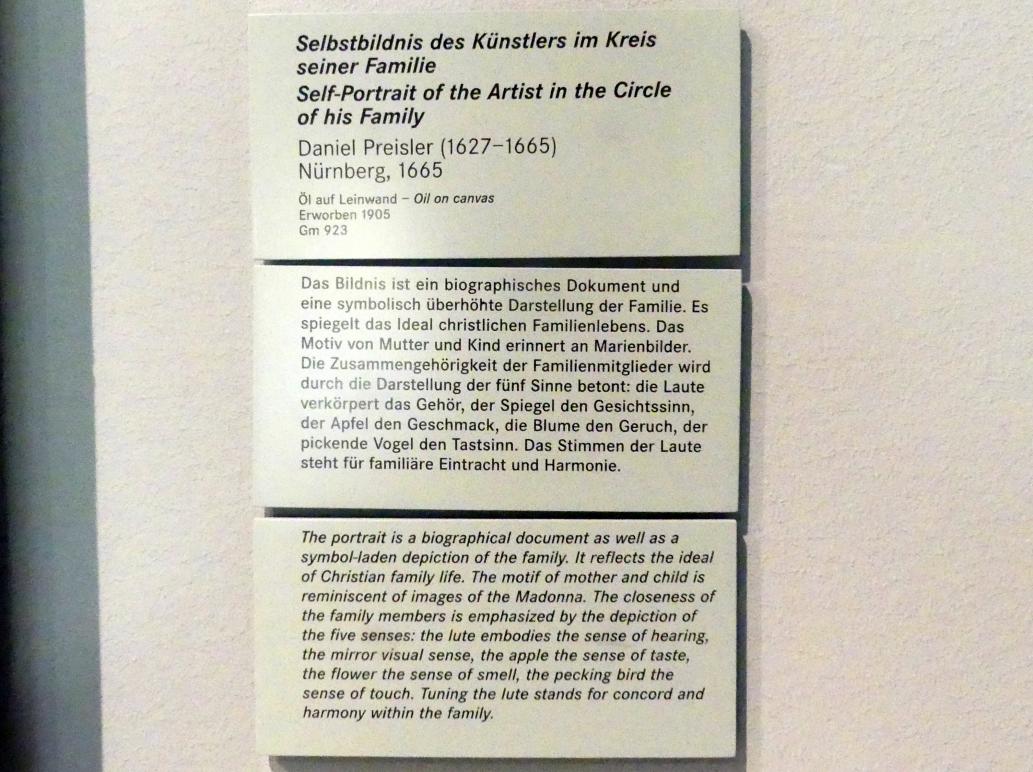 Selbstbildnis des Künstlers im Kreis
seiner Familie
Self-Portrait of the Artist in the Circle
of his Family
Daniel Preisler (1627–1665)
Nürnberg, 1665
Öl auf Leinwand – Oil on canvas
Erworben 1905
Gm 923
Das Bildnis ist ein biographisches Dokument und
eine symbolisch überhöhte Darstellung der Familie. Es
spiegelt das Ideal christlichen Familienlebens. Das
Motiv von Mutter und Kind erinnert an Marienbilder.
Die Zusammengehörigkeit der Familienmitglieder wird
durch die Darstellung der fünf Sinne betont: die Laute
verkörpert das Gehör, der Spiegel den Gesichtssinn,
der Apfel den Geschmack, die Blume den Geruch, der
pickende Vogel den Tastsinn. Das Stimmen der Laute
steht für familiäre Eintracht und Harmonie.
The portrait is a biographical document as well as a
symbol-laden depiction of the family. It reflects the ideal
of Christian family life. The motif of mother and child is
reminiscent of images of the Madonna. The closeness of
the family members is emphasized by the depiction of
the five senses: the lute embodies the sense of hearing,
the mirror visual sense, the apple the sense of taste,
the flower the sense of smell, the pecking bird the
sense of touch. Tuning the lute stands for concord and
harmony within the family.